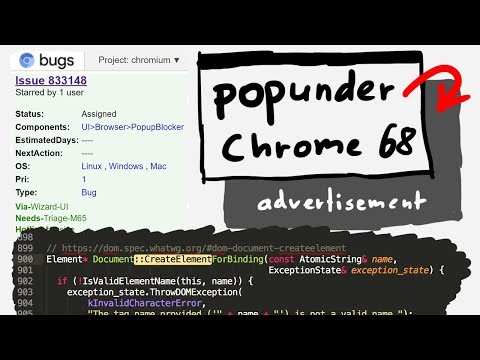 bugs
Project: chromium ▼
Issue 833148
Starred by 1 user
Status: Assigned
Components: UI>Browser>PopupBlocker
EstimatedDays: ----
NextAction: ----
OS: Linux , Windows , Mac
Pri: 1
Type: Bug
Via-Wizard-UI
Needs-Triage-M65
popunder
Chrome 68
advertisement
898
899 // https://dom.spec.whatwg.org/#dom-document-createelement
900 Element* Document::CreateElementForBinding(const AtomicString& name,
901 ExceptionState& exception_state) {
902 if (!IsValidElementName(this, name)) {
903 exception_state.ThrowDOMException(
904 kInvalidCharacterError,
905 "The tag name provided ('" + name + "') is not a valid name.")